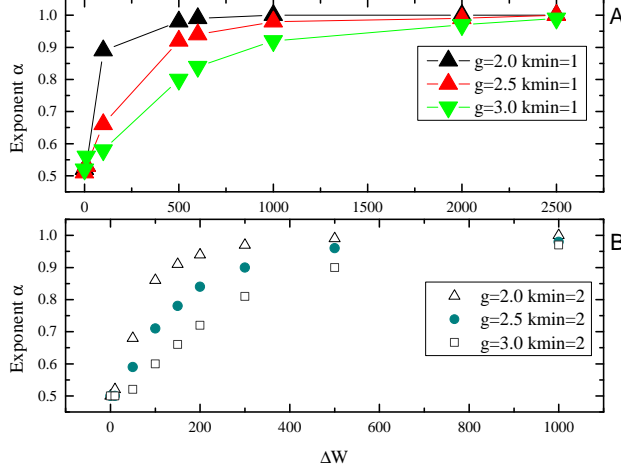 A
1.0
0.9
0.8
0.7
0.6
0.5
Exponent α
g=2.0 kmin=1
g=2.5 kmin=1
g=3.0 kmin=1
0 500 1000 1500 2000 2500
B
1.0
0.9
0.8
0.7
0.6
0.5
Exponent α
g=2.0 kmin=2
g=2.5 kmin=2
g=3.0 kmin=2
0 200 400 600 800 1000
ΔW